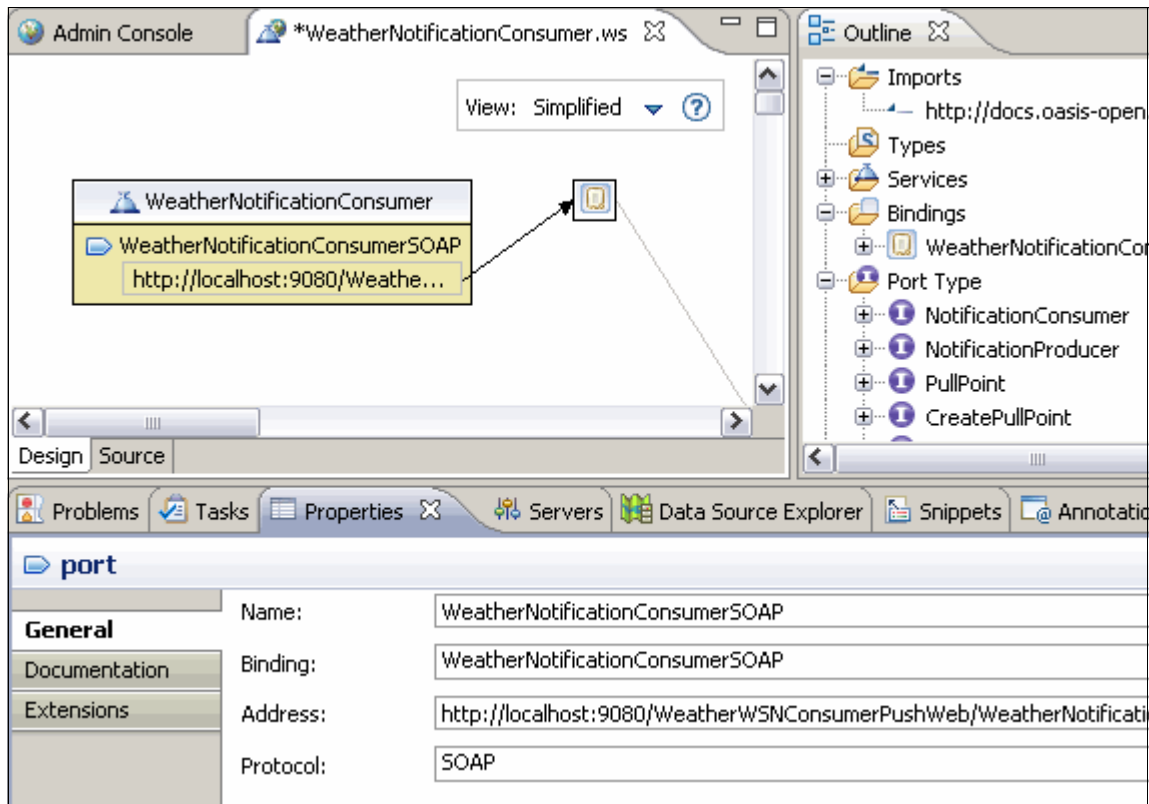 Admin Console
*WeatherNotificationConsumer.ws
View: Simplified
WeatherNotificationConsumer
WeatherNotificationConsumerSOAP
http://localhost:9080/Weathe...
Design
Source
Outline
Imports
http://docs.oasis-open.
Types
Services
Bindings
WeatherNotificationCo
Port Type
NotificationConsumer
NotificationProducer
PullPoint
CreatePullPoint
Problems
Tasks
Properties
Servers
Data Source Explorer
Snippets
Annotatio
port
General
Documentation
Extensions
Name: WeatherNotificationConsumerSOAP
Binding: WeatherNotificationConsumerSOAP
Address: http://localhost:9080/WeatherWSNConsumerPushWeb/WeatherNotificati
Protocol: SOAP